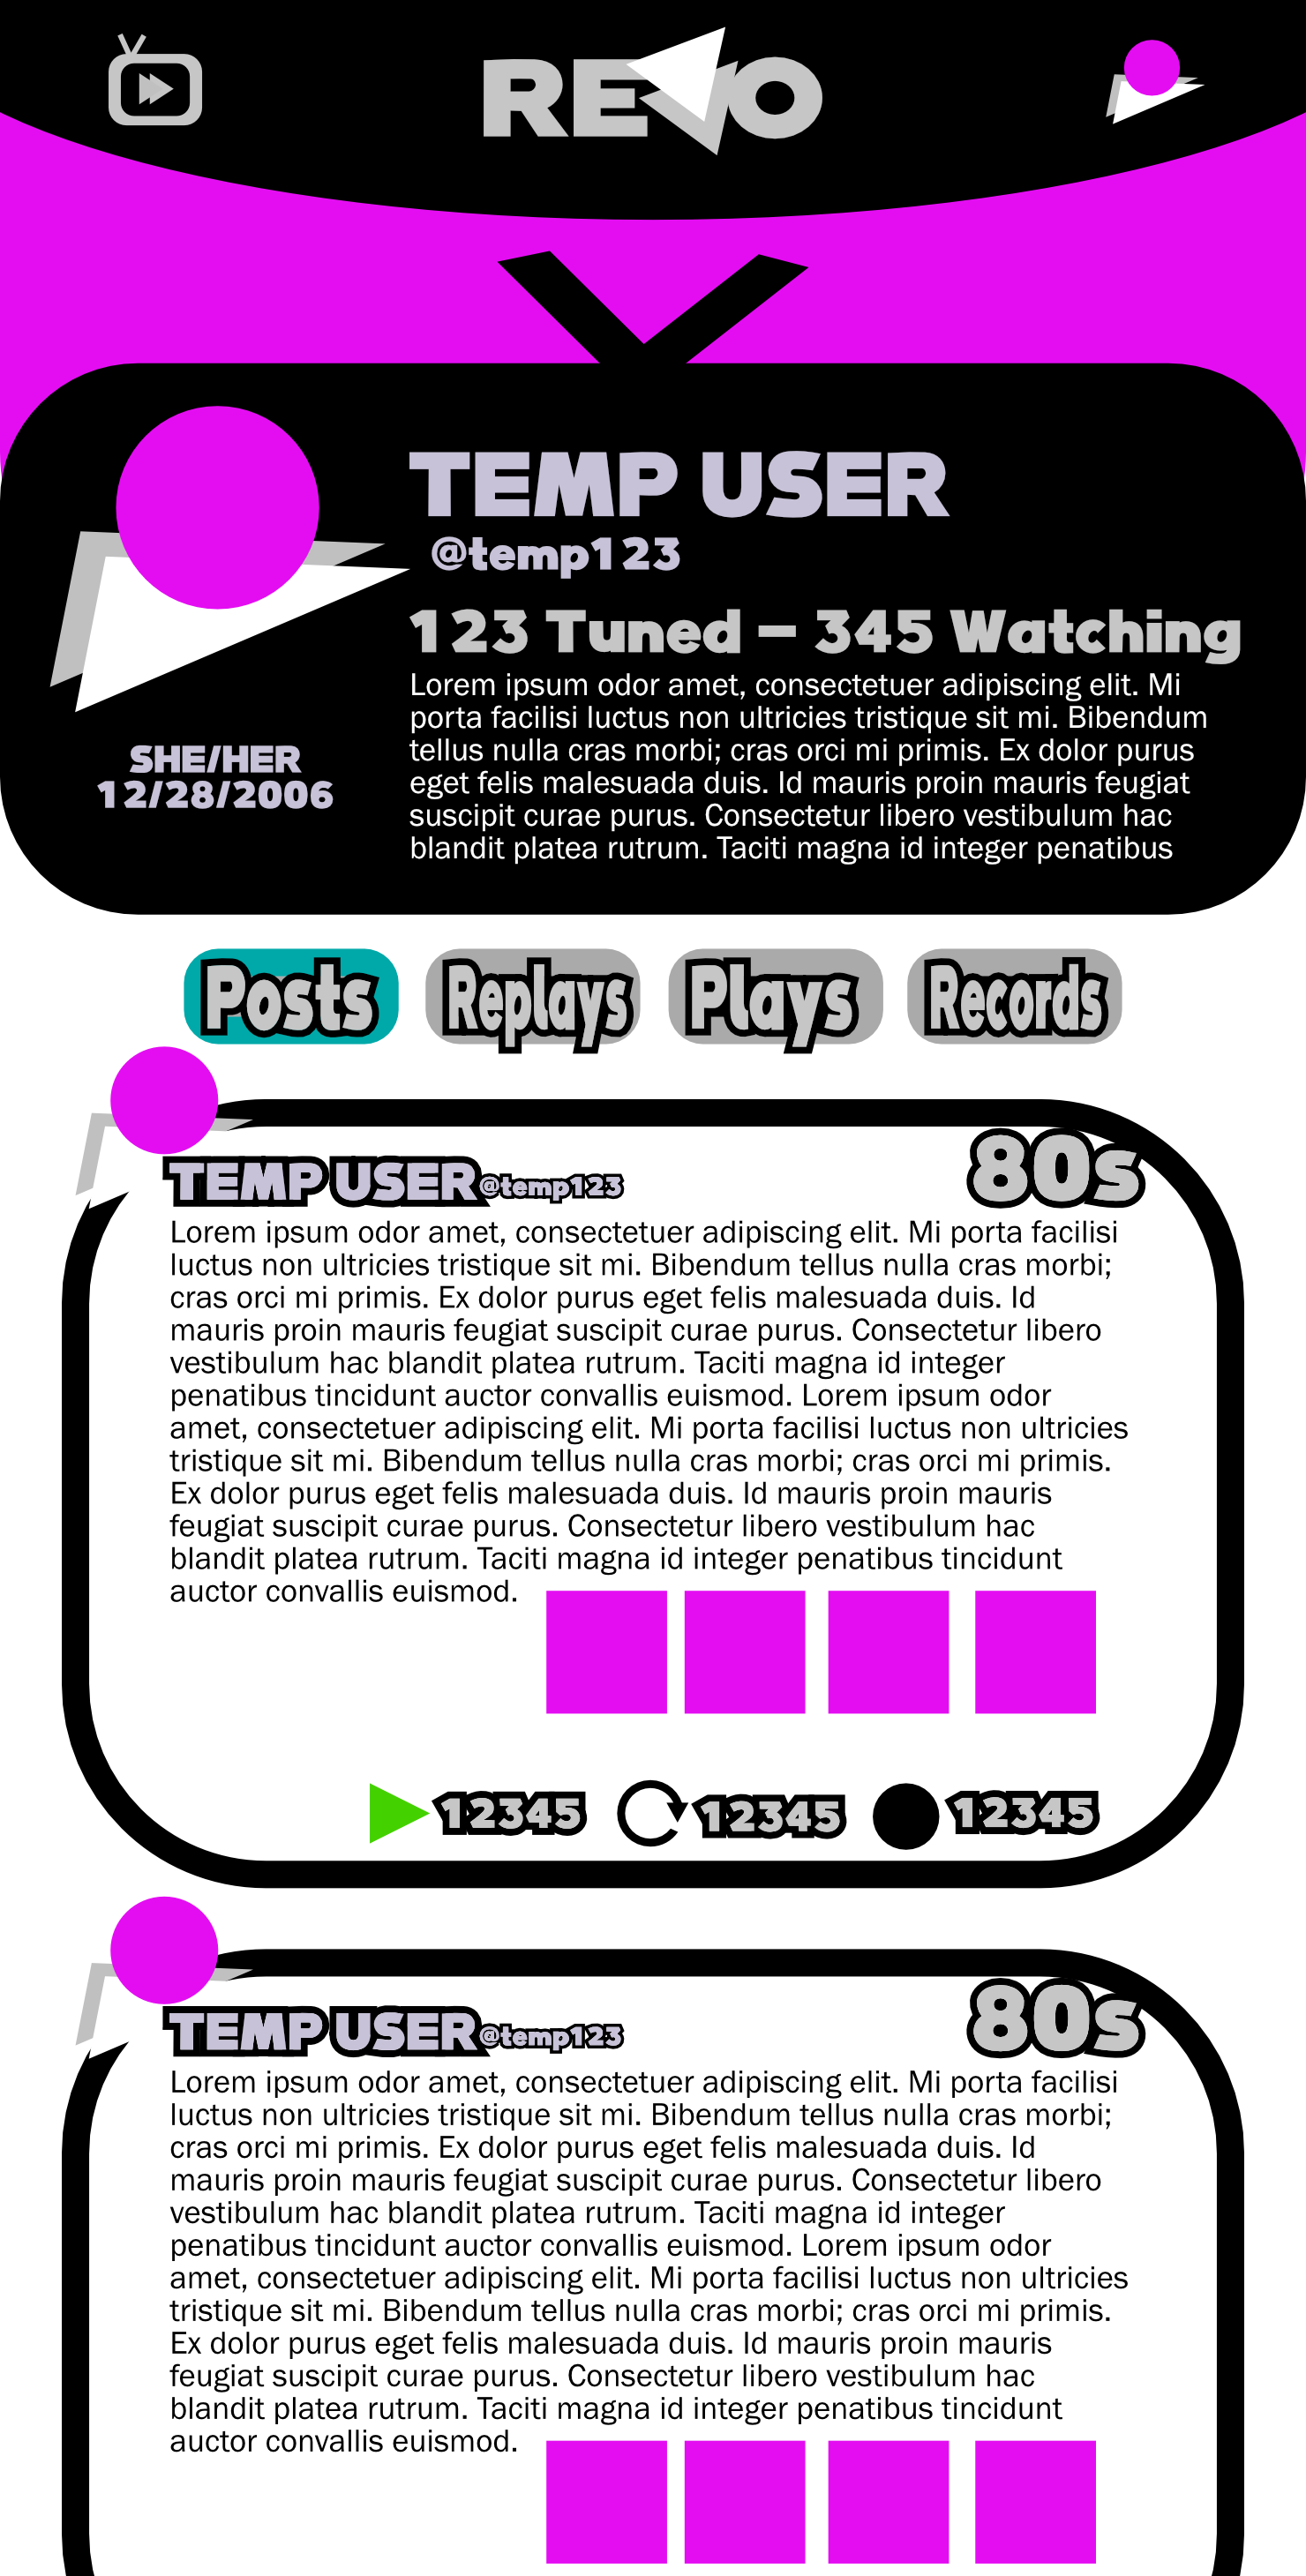 REVO
TEMP USER
@temp123
123 Tuned – 345 Watching
Lorem ipsum odor amet, consectetuer adipiscing elit. Mi
porta facilisi luctus non ultricies tristique sit mi. Bibendum
tellus nulla cras morbi; cras orci mi primis. Ex dolor purus
eget felis malesuada duis. Id mauris proin mauris feugiat
suscipit curae purus. Consectetur libero vestibulum hac
blandit platea rutrum. Taciti magna id integer penatibus
SHE/HER
12/28/2006
Posts Replays Plays Records
TEMP USER @temp123 80s
Lorem ipsum odor amet, consectetuer adipiscing elit. Mi porta facilisi
luctus non ultricies tristique sit mi. Bibendum tellus nulla cras morbi;
cras orci mi primis. Ex dolor purus eget felis malesuada duis. Id
mauris proin mauris feugiat suscipit curae purus. Consectetur libero
vestibulum hac blandit platea rutrum. Taciti magna id integer
penatibus tincidunt auctor convallis euismod. Lorem ipsum odor
amet, consectetuer adipiscing elit. Mi porta facilisi luctus non ultricies
tristique sit mi. Bibendum tellus nulla cras morbi; cras orci mi primis.
Ex dolor purus eget felis malesuada duis. Id mauris proin mauris
feugiat suscipit curae purus. Consectetur libero vestibulum hac
blandit platea rutrum. Taciti magna id integer penatibus tincidunt
auctor convallis euismod.
12345 12345 12345
TEMP USER @temp123 80s
Lorem ipsum odor amet, consectetuer adipiscing elit. Mi porta facilisi
luctus non ultricies tristique sit mi. Bibendum tellus nulla cras morbi;
cras orci mi primis. Ex dolor purus eget felis malesuada duis. Id
mauris proin mauris feugiat suscipit curae purus. Consectetur libero
vestibulum hac blandit platea rutrum. Taciti magna id integer
penatibus tincidunt auctor convallis euismod. Lorem ipsum odor
amet, consectetuer adipiscing elit. Mi porta facilisi luctus non ultricies
tristique sit mi. Bibendum tellus nulla cras morbi; cras orci mi primis.
Ex dolor purus eget felis malesuada duis. Id mauris proin mauris
feugiat suscipit curae purus. Consectetur libero vestibulum hac
blandit platea rutrum. Taciti magna id integer penatibus tincidunt
auctor convallis euismod.